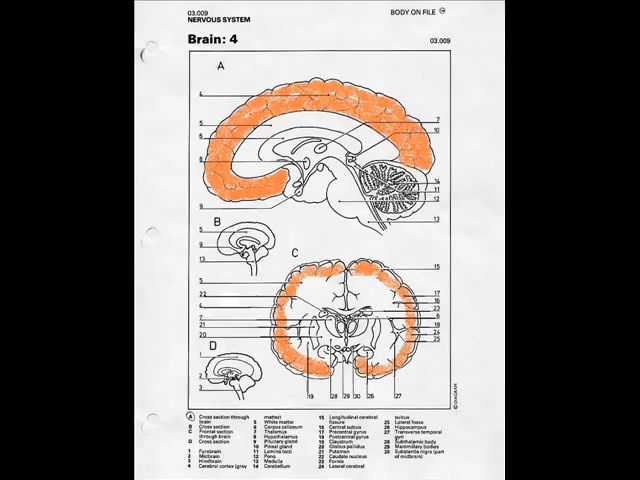 03.009
NERVOUS SYSTEM
BODY ON FILE
Brain: 4
03.009
A
4
5
6
8
9
7
10
14
11
12
13
B
5
9
13
C
5
22
7
21
20
15
17
16
23
6
18
24
25
19
28
29
30
26
27
D
1
2
3
© DIAGRAM
A Cross section through brain
B Cross section
C Frontal section through brain
D Cross section
1 Forebrain
2 Midbrain
3 Hindbrain
4 Cerebral cortex (gray matter)
5 White matter
6 Corpus callosum
7 Thalamus
8 Hypothalamus
9 Pituitary gland
10 Pineal gland
11 Lamina tecti
12 Pons
13 Medulla
14 Cerebellum
15 Longitudinal cerebral fissure
16 Central sulcus
17 Precentral gyrus
18 Postcentral gyrus
19 Claustrum
20 Globus pallidus
21 Putamen
22 Caudate nucleus
23 Fornix
24 Lateral cerebral sulcus
25 Lateral fossa
26 Hippocampus
27 Transverse temporal gyri
28 Subthalamic body
29 Mammillary bodies
30 Substantia nigra (part of midbrain)